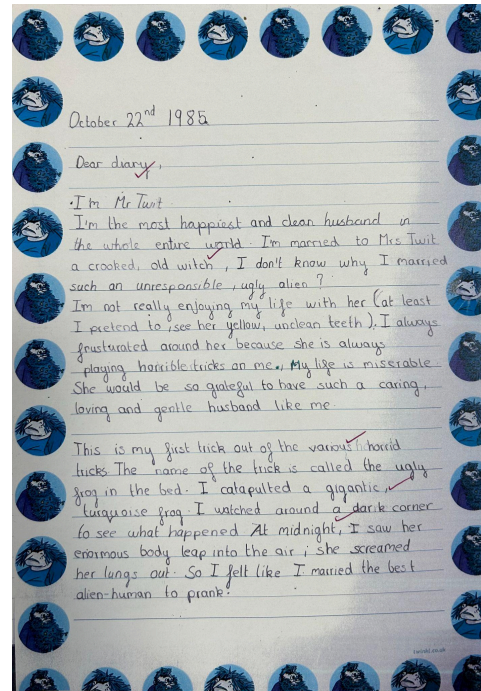 October 22nd 1985
Dear diary,
I'm Mr Twit.
I'm the most happiest and clean husband in
the whole entire world. I'm married to Mrs Twit
a crooked, old witch, I don't know why I married
such an unresponsible, ugly alien?
Im not really enjoying my life with her (at least
I pretend to, see her yellow, unclean teeth). I always
frusturated around her because she is always
playing horrible tricks on me., My life is miserable
She would be so grateful to have such a caring,
loving and gentle husband like me.
This is my first trick out of the various horrid
tricks. The name of the trick is called the ugly
frog in the bed. I catapulted a gigantic,
turquoise frog. I watched around a dark corner
to see what happened At midnight, I saw her
enormous body leap into the air; she screamed
her lungs out. So I felt like I married the best
alien-human to prank.
twinkl.co.uk